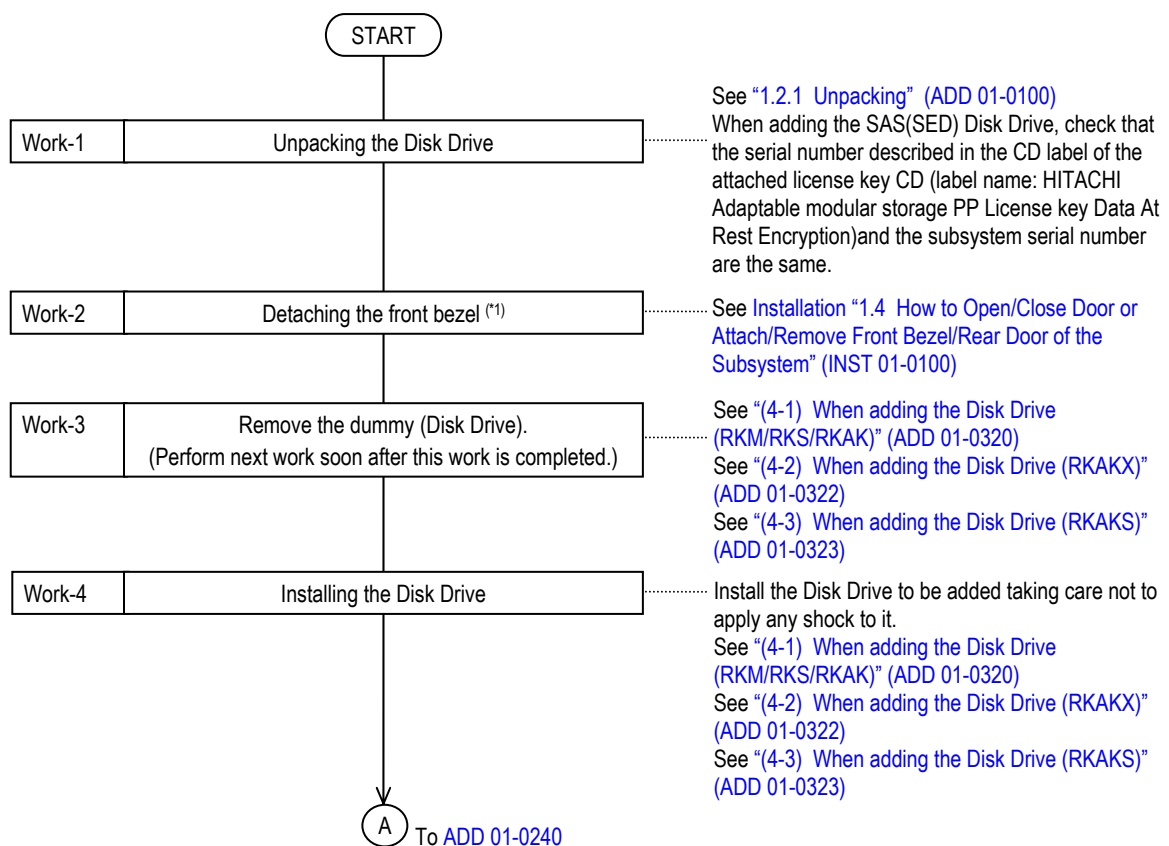 START
See “1.2.1 Unpacking” (ADD 01-0100)
When adding the SAS(SED) Disk Drive, check that
the serial number described in the CD label of the
attached license key CD (label name: HITACHI
Adaptable modular storage PP License key Data At
Rest Encryption)and the subsystem serial number
are the same.
Work-1
Unpacking the Disk Drive
Work-2
Detaching the front bezel (*1)
See Installation “1.4 How to Open/Close Door or
Attach/Remove Front Bezel/Rear Door of the
Subsystem” (INST 01-0100)
Work-3
Remove the dummy (Disk Drive).
(Perform next work soon after this work is completed.)
See “(4-1) When adding the Disk Drive
(RKM/RKS/RKAK)” (ADD 01-0320)
See “(4-2) When adding the Disk Drive (RKAKX)”
(ADD 01-0322)
See “(4-3) When adding the Disk Drive (RKAKS)”
(ADD 01-0323)
Work-4
Installing the Disk Drive
Install the Disk Drive to be added taking care not to
apply any shock to it.
See “(4-1) When adding the Disk Drive
(RKM/RKS/RKAK)” (ADD 01-0320)
See “(4-2) When adding the Disk Drive (RKAKX)”
(ADD 01-0322)
See “(4-3) When adding the Disk Drive (RKAKS)”
(ADD 01-0323)
A
To ADD 01-0240